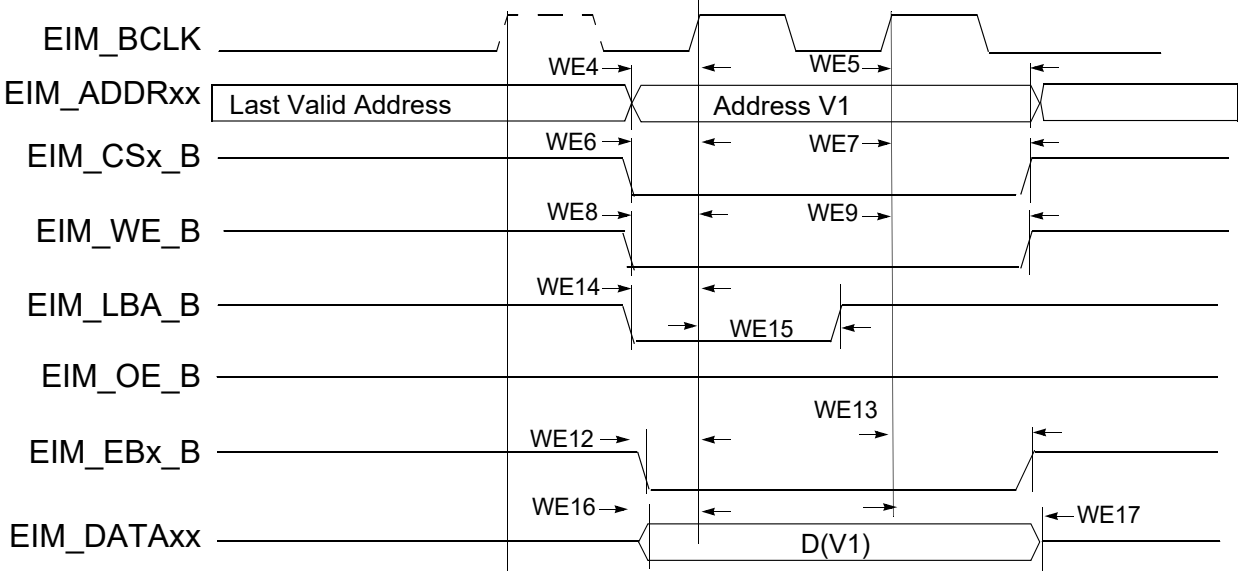 EIM_BCLK
WE4
WE5
EIM_ADDRxx
Last Valid Address
Address V1
WE6
WE7
EIM_CSx_B
WE8
WE9
EIM_WE_B
WE14
EIM_LBA_B
WE15
EIM_OE_B
WE13
WE12
EIM_EBx_B
WE16
WE17
EIM_DATAxx
D(V1)